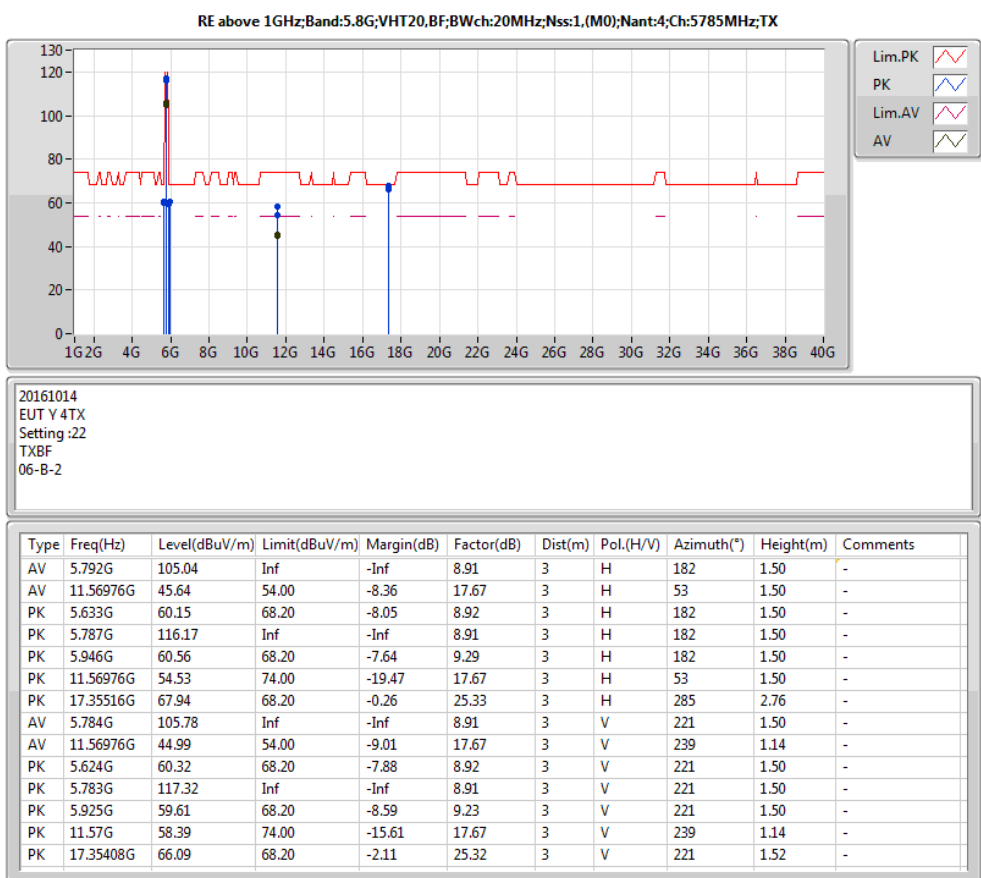 RE above 1GHz;Band:5.8G;VHT20,BF;BWch:20MHz;Nss:1,(M0);Nant:4;Ch:5785MHz;TX
130
120
100
80
60
40
20
0
1G 2G 4G 6G 8G 10G 12G 14G 16G 18G 20G 22G 24G 26G 28G 30G 32G 34G 36G 38G 40G
Lim.PK
PK
Lim.AV
AV
20161014
EUT Y 4TX
Setting :22
TXBF
06-B-2
Type Freq(Hz) Level(dBuV/m) Limit(dBuV/m) Margin(dB) Factor(dB) Dist(m) Pol.(H/V) Azimuth(°) Height(m) Comments
AV 5.792G 105.04 Inf -Inf 8.91 3 H 182 1.50 -
AV 11.56976G 45.64 54.00 -8.36 17.67 3 H 53 1.50 -
PK 5.633G 60.15 68.20 -8.05 8.92 3 H 182 1.50 -
PK 5.787G 116.17 Inf -Inf 8.91 3 H 182 1.50 -
PK 5.946G 60.56 68.20 -7.64 9.29 3 H 182 1.50 -
PK 11.56976G 54.53 74.00 -19.47 17.67 3 H 53 1.50 -
PK 17.35516G 67.94 68.20 -0.26 25.33 3 H 285 2.76 -
AV 5.784G 105.78 Inf -Inf 8.91 3 V 221 1.50 -
AV 11.56976G 44.99 54.00 -9.01 17.67 3 V 239 1.14 -
PK 5.624G 60.32 68.20 -7.88 8.92 3 V 221 1.50 -
PK 5.783G 117.32 Inf -Inf 8.91 3 V 221 1.50 -
PK 5.925G 59.61 68.20 -8.59 9.23 3 V 221 1.50 -
PK 11.57G 58.39 74.00 -15.61 17.67 3 V 239 1.14 -
PK 17.35408G 66.09 68.20 -2.11 25.32 3 V 221 1.52 -